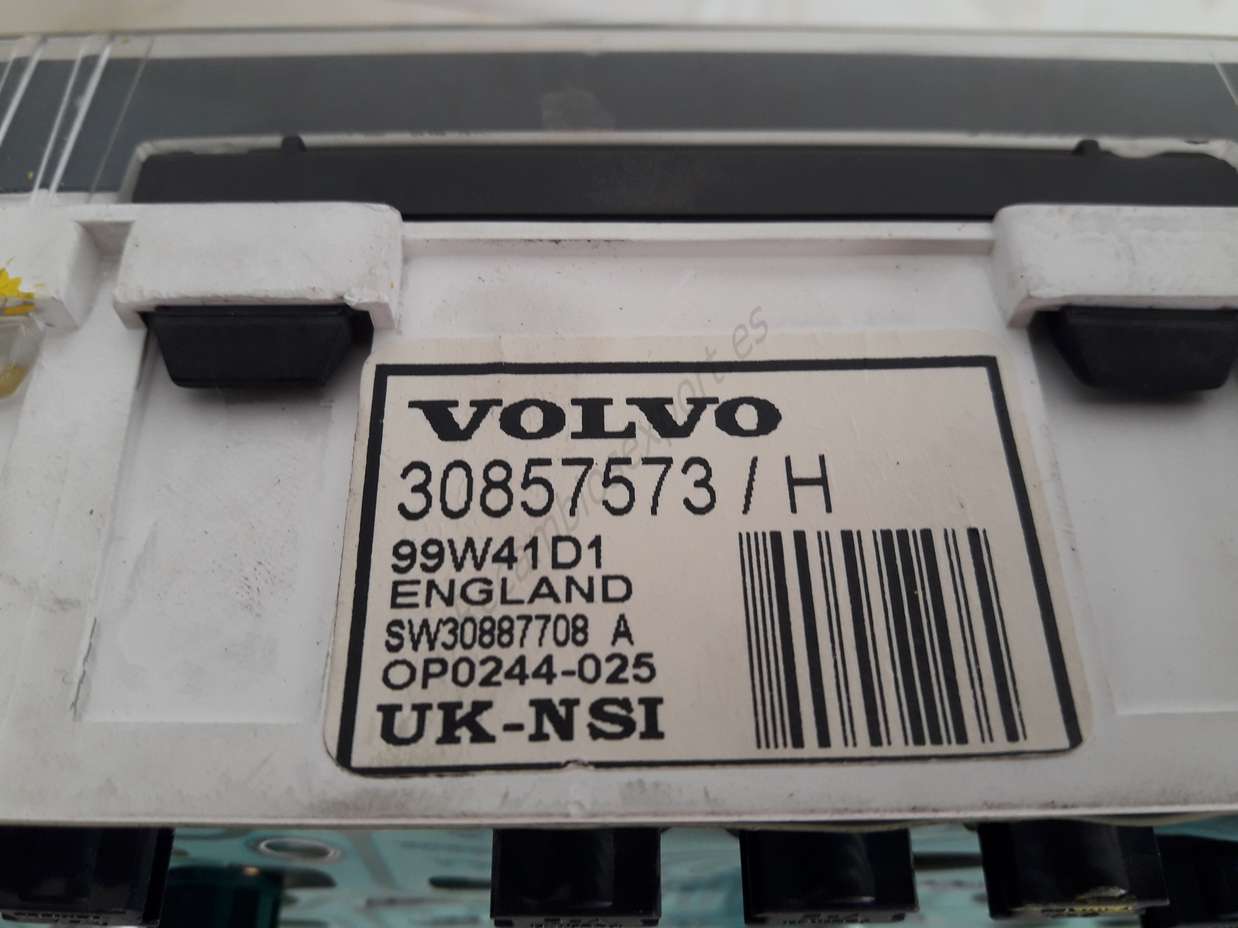 VOLVO
30857573 / H
99W41D1
ENGLAND
SW30887708 A
OP0244-025
UK-NSI